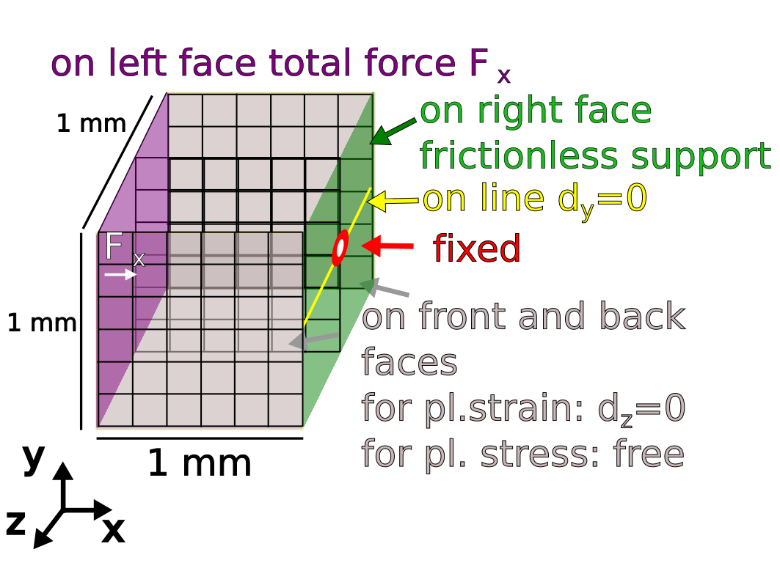 on left face total force Fx
1 mm
on right face
frictionless support
on line dy=0
Fx
fixed
1 mm
on front and back
faces
for pl.strain: dz=0
for pl. stress: free
1 mm
y
z
x